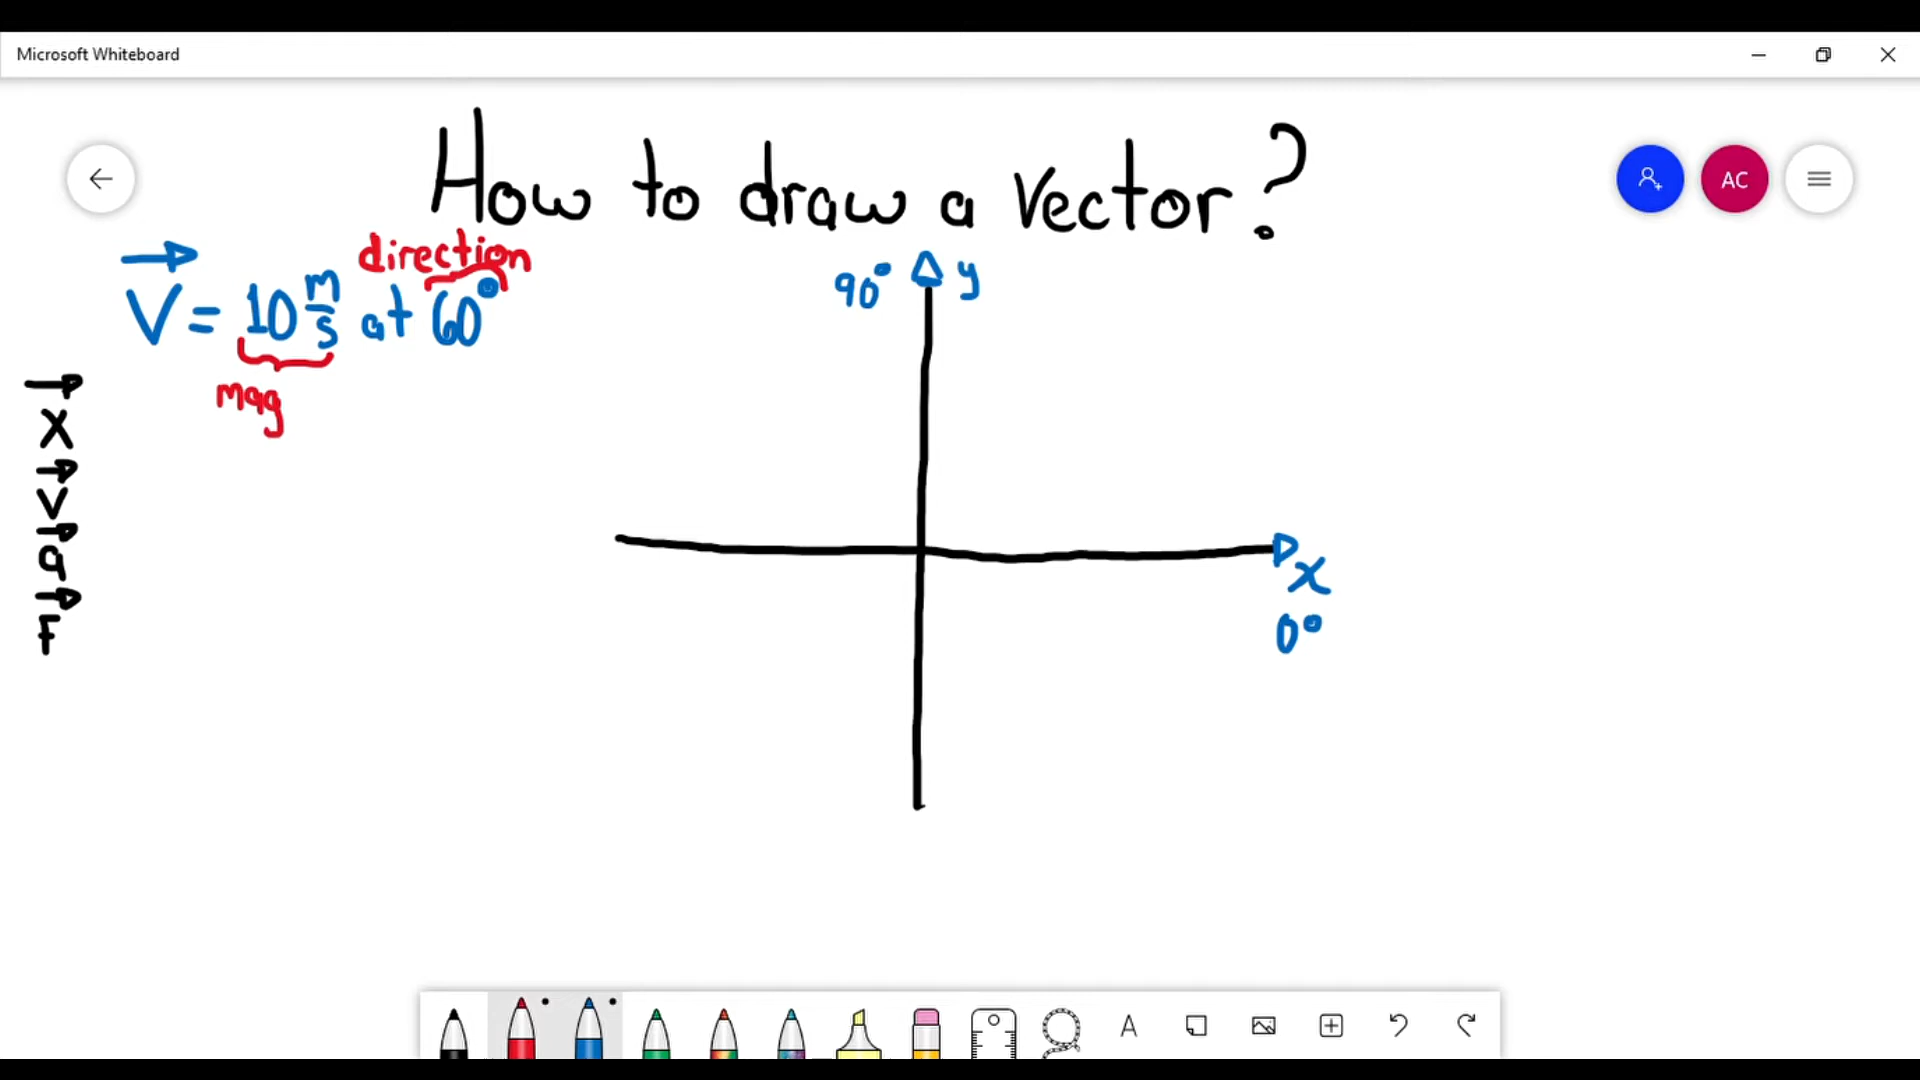 Microsoft Whiteboard
How to draw a Vector?
AC
direction
V = 10 m/s at 60°
mag
90° y
x
0°
x
v
a
F
A